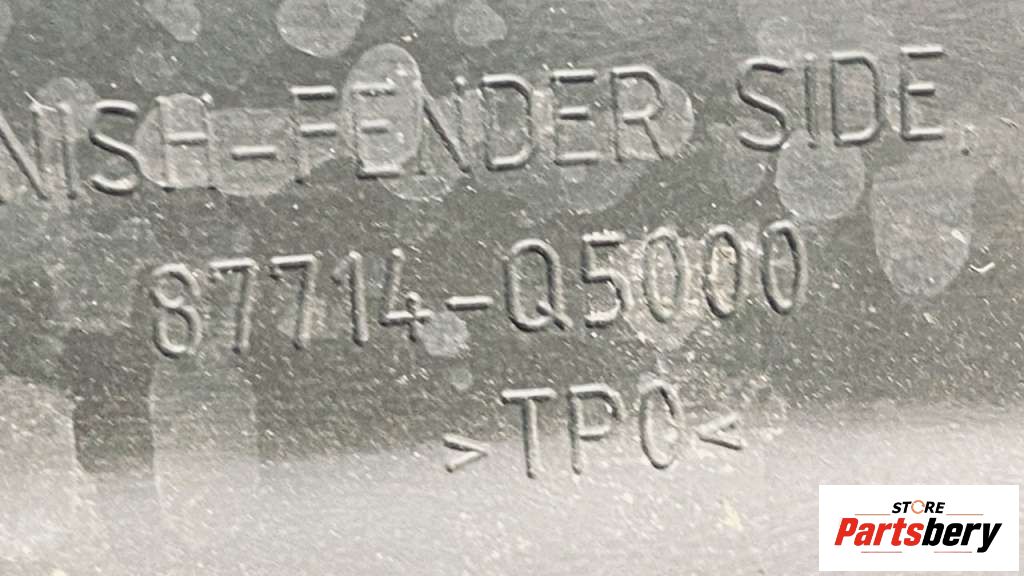 NISH-FENDER SIDE.
87714-Q5000
>TPO<
STORE
Partsbery